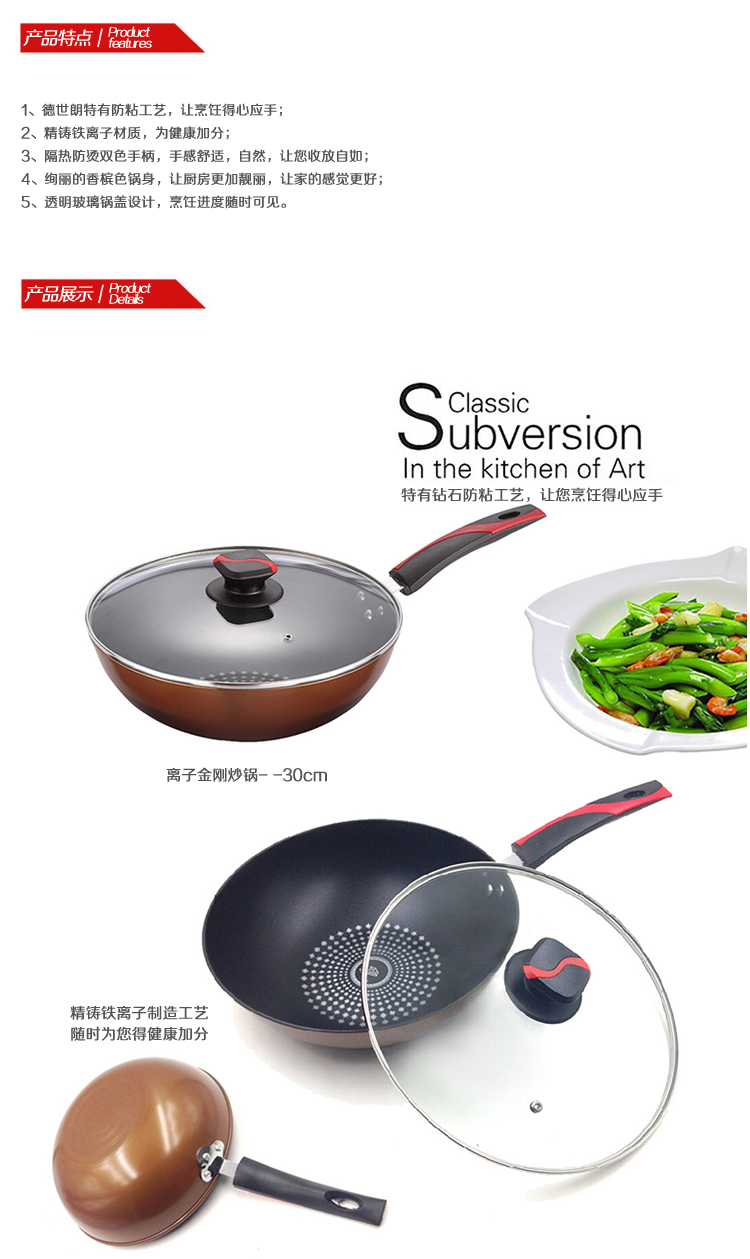 产品特点 / Product features
1、德世朗特有防粘工艺，让烹饪得心应手；
2、精铸铁离子材质，为健康加分；
3、隔热防烫双色手柄，手感舒适，自然，让您收放自如；
4、绚丽的香槟色锅身，让厨房更加靓丽，让家的感觉更好；
5、透明玻璃锅盖设计，烹饪进度随时可见。
产品展示 / Product Details
Classic
Subversion
In the kitchen of Art
特有钻石防粘工艺，让您烹饪得心应手
离子金刚炒锅- -30cm
精铸铁离子制造工艺
随时为您得健康加分